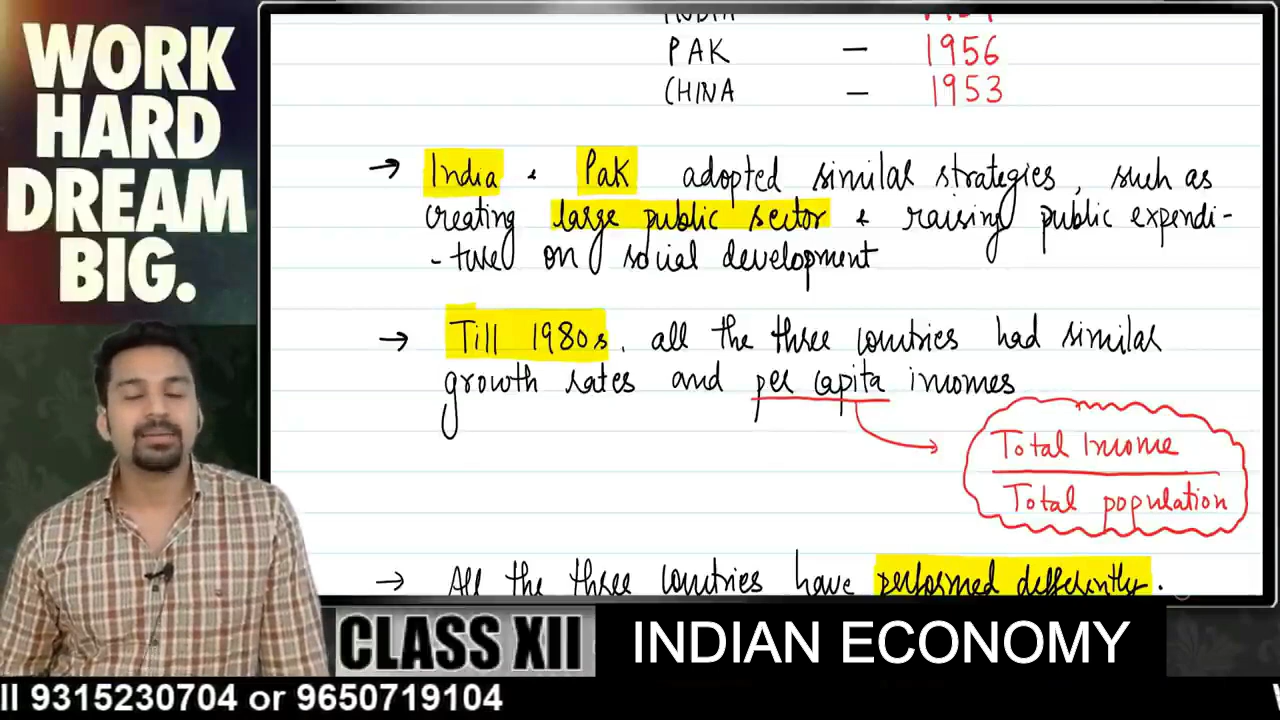 WORK
HARD
DREAM
BIG.
INDIA
PAK – 1956
CHINA – 1953
→ India & Pak adopted similar strategies, such as
creating large public sector & raising public expendi-
-ture on social development
→ Till 1980s, all the three countries had similar
growth rates and per capita incomes
Total Income
Total population
→ All the three countries have performed differently.
CLASS XII INDIAN ECONOMY
ll 9315230704 or 9650719104